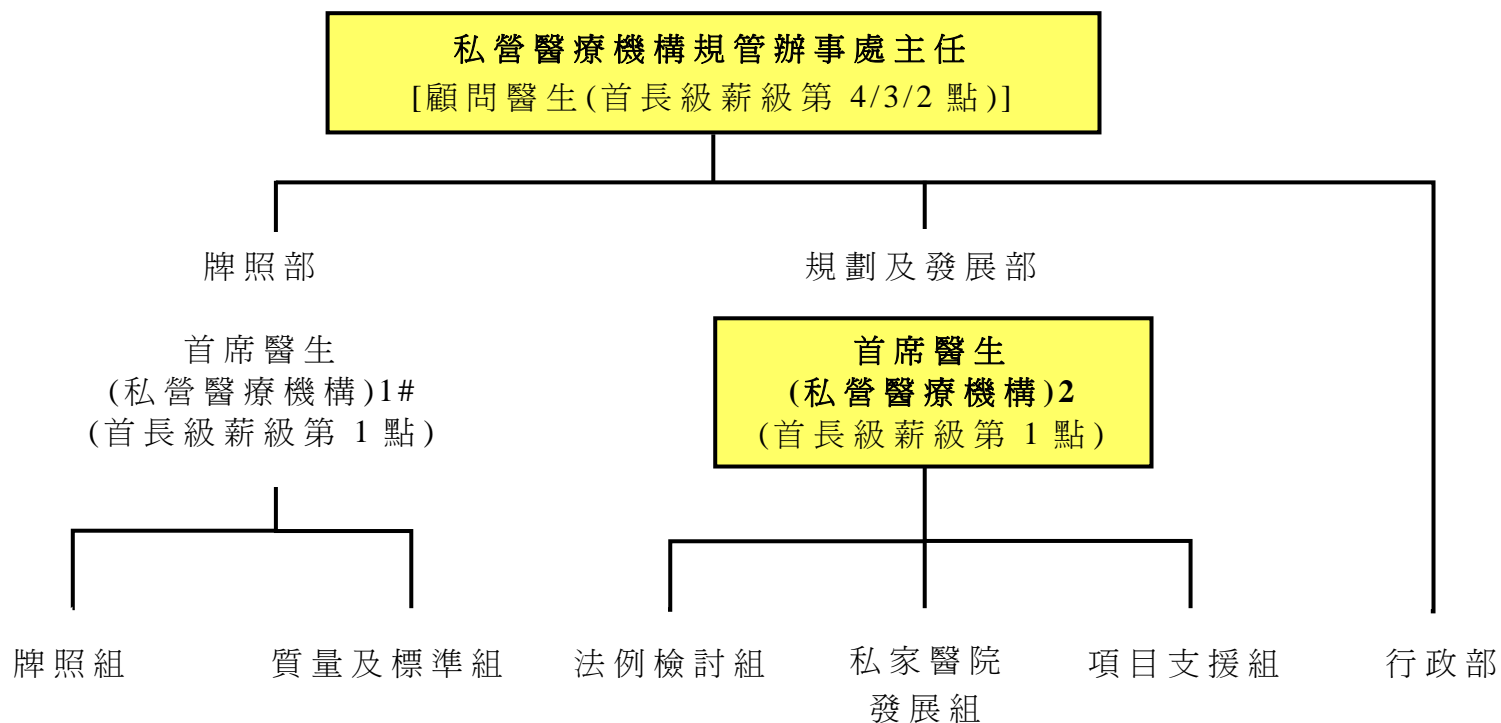 私營醫療機構規管辦事處主任
[顧問醫生(首長級薪級第 4/3/2 點)]
牌照部
規劃及發展部
首席醫生
(私營醫療機構)1#
(首長級薪級第 1 點)
首席醫生
(私營醫療機構)2
(首長級薪級第 1 點)
牌照組
質量及標準組
法例檢討組
私家醫院
發展組
項目支援組
行政部